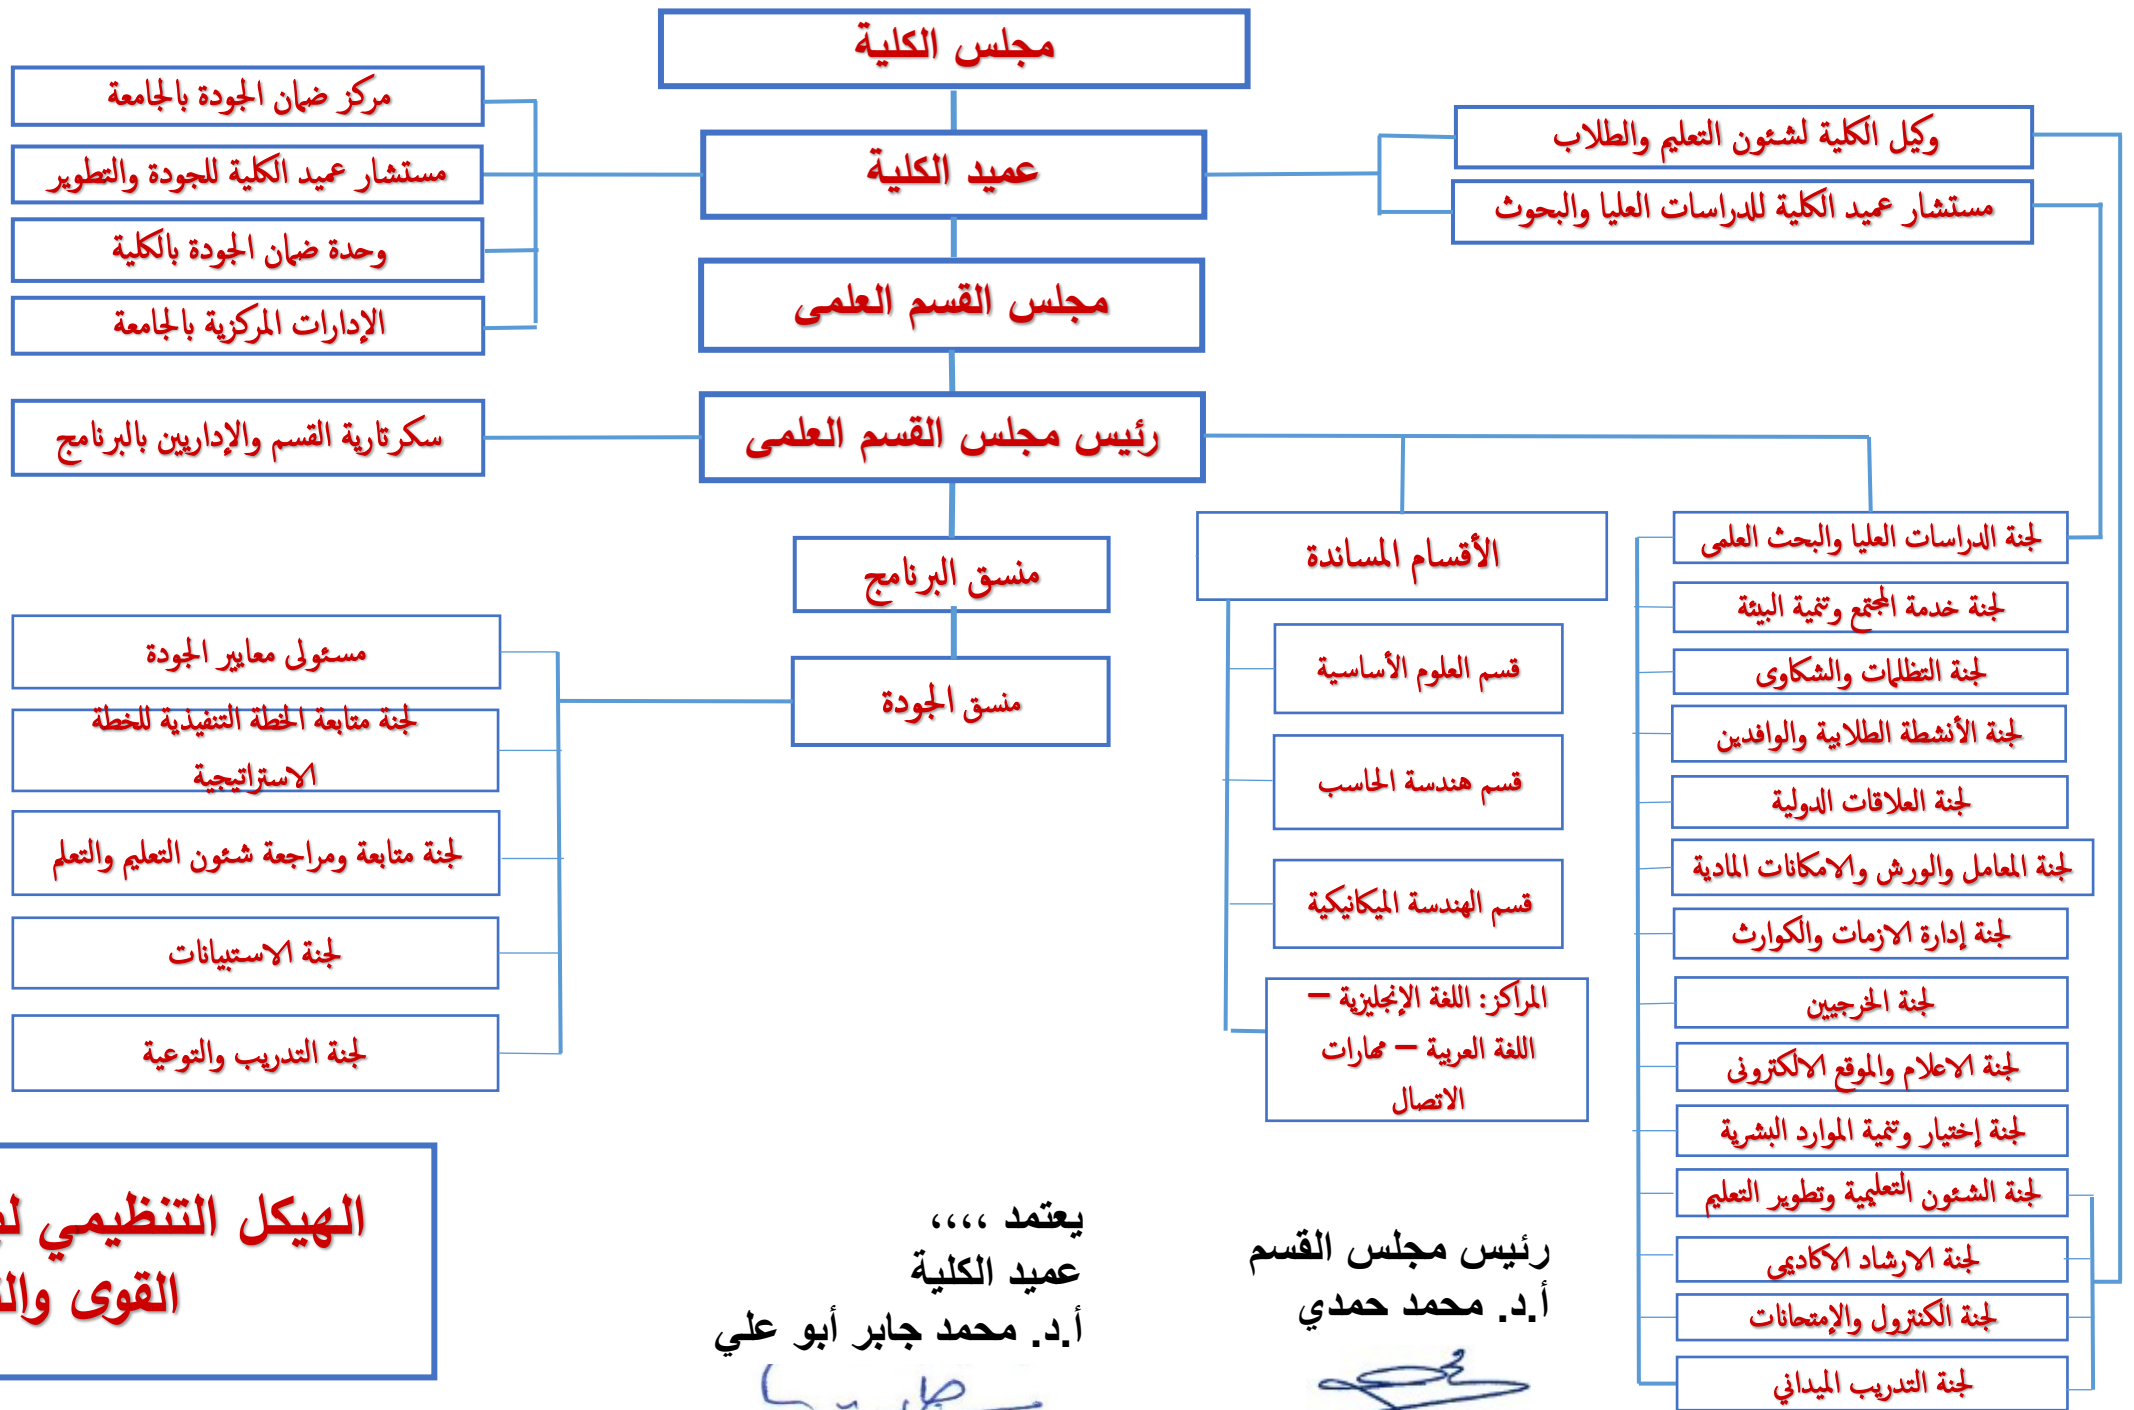 مجلس الكلية
عميد الكلية
مجلس القسم العلمى
رئيس مجلس القسم العلمى
منسق البرنامج
منسق الجودة
وكيل الكلية لشئون التعليم والطلاب
مستشار عميد الكلية للدراسات العليا والبحوث
مركز ضمان الجودة بالجامعة
مستشار عميد الكلية للجودة والتطوير
وحدة ضمان الجودة بالكلية
الإدارات المركزية بالجامعة
سكرتارية القسم والإداريين بالبرنامج
لجنة الدراسات العليا والبحث العلمى
لجنة خدمة المجتمع وتنمية البيئة
لجنة التظلمات والشكاوى
لجنة الأنشطة الطلابية والوافدين
لجنة العلاقات الدولية
لجنة المعامل والورش والامكانات المادية
لجنة إدارة الازمات والكوارث
لجنة الخرجيين
لجنة الاعلام والموقع الالكترونى
لجنة إختيار وتنمية الموارد البشرية
لجنة الشئون التعليمية وتطوير التعليم
لجنة الارشاد الاكاديمى
لجنة الكنترول والإمتحانات
لجنة التدريب الميداني
الأقسام المساندة
قسم العلوم الأساسية
قسم هندسة الحاسب
قسم الهندسة الميكانيكية
المراكز: اللغة الإنجليزية –
اللغة العربية – مهارات
الاتصال
مسئولى معايير الجودة
لجنة متابعة الخطة التنفيذية للخطة
الاستراتيجية
لجنة متابعة ومراجعة شئون التعليم والتعلم
لجنة الاستبيانات
لجنة التدريب والتوعية
رئيس مجلس القسم
أ.د. محمد حمدي
يعتمد ،،،،
عميد الكلية
أ.د. محمد جابر أبو علي
الهيكل التنظيمي
القوى